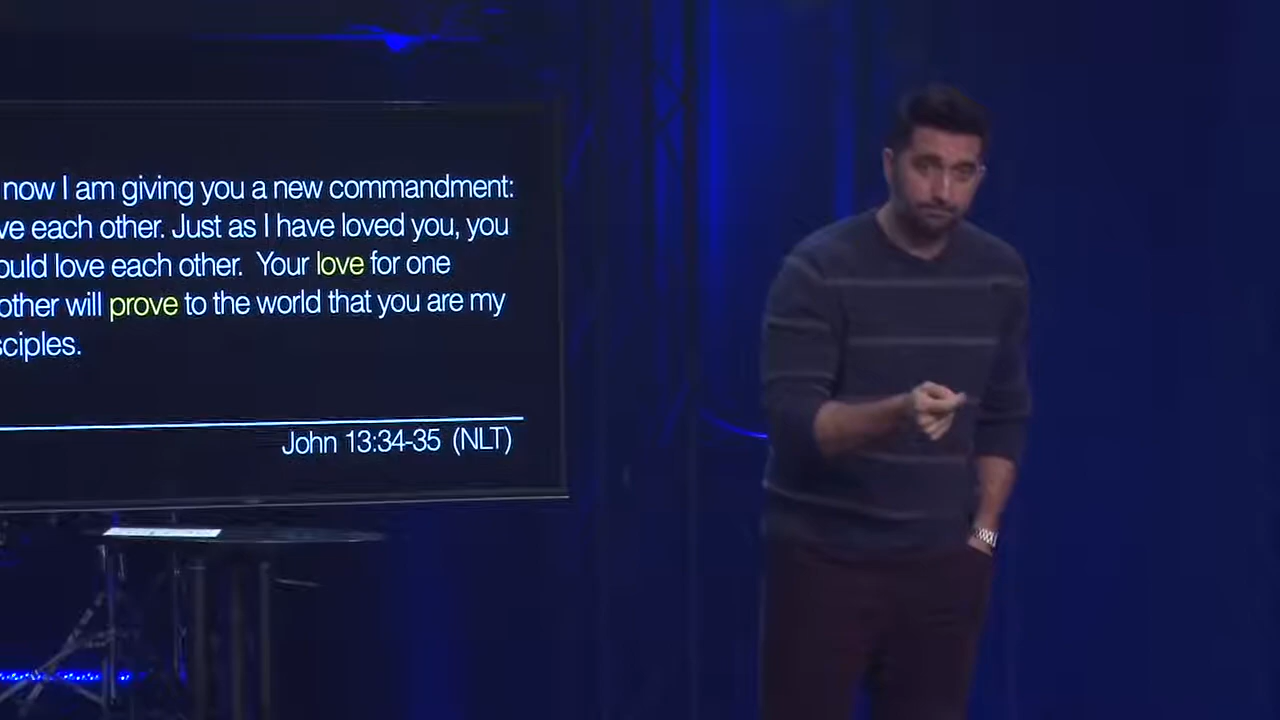 now I am giving you a new commandment:
ve each other. Just as I have loved you, you
ould love each other. Your love for one
other will prove to the world that you are my
sciples.
John 13:34-35 (NLT)